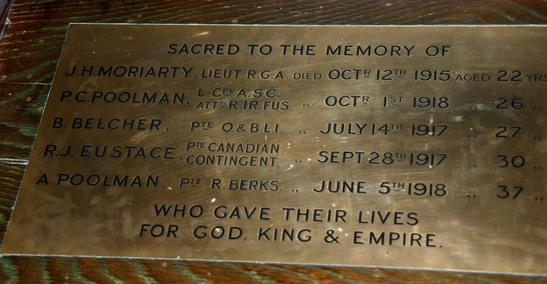 SACRED TO THE MEMORY OF
J.H.MORIARTY. LIEUT R.G.A. DIED OCTR 12TH 1915 AGED 22 YRS
P.C.POOLMAN. L/CPL A.S.C. ATTD R.IR.FUS. „ OCTR 1ST 1918 „ 26 „
B. BELCHER. PTE O & B L I. „ JULY 14TH 1917 „ 27 „
R.J. EUSTACE PTE CANADIAN CONTINGENT. „ SEPT 28TH 1917 „ 30 „
A. POOLMAN. PTE R. BERKS. „ JUNE 5TH 1918 „ 37 „
WHO GAVE THEIR LIVES
FOR GOD, KING & EMPIRE.